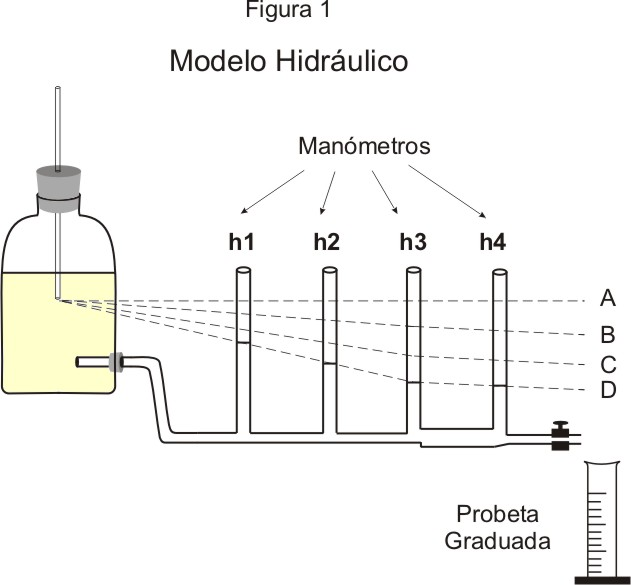 Figura 1
Modelo Hidráulico
Manómetros
h1 h2 h3 h4
A
B
C
D
Probeta
Graduada